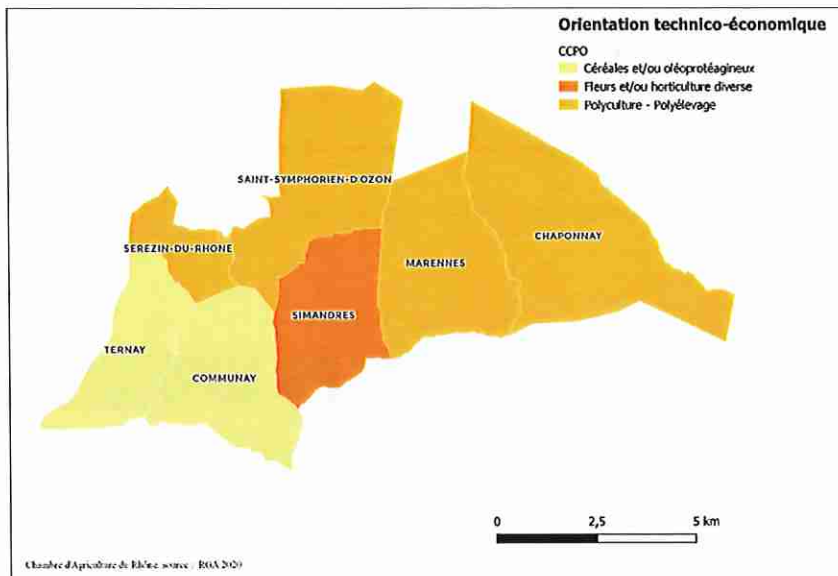 Orientation technico-économique
CCPO
Céréales et/ou oléoprotéagineux
Fleurs et/ou horticulture diverse
Polyculture - Polyélevage
SAINT-SYMPHORIEN-D'OZON
SEREZIN-DU-RHONE
CHAPONNAY
MARENNES
SIMANDRES
TERNAY
COMMUNAY
0 2,5 5 km
Chambre d'Agriculture du Rhône, source : RGA 2020